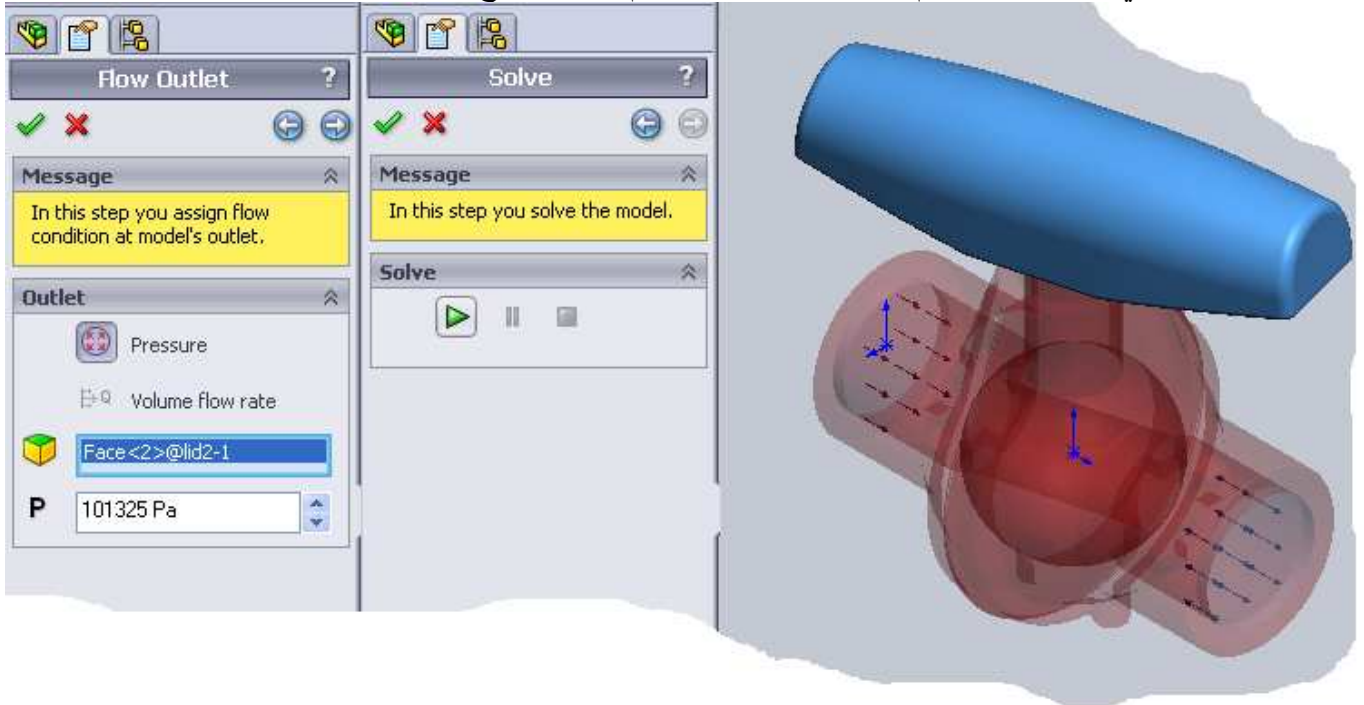 Flow Outlet ?
Message
In this step you assign flow
condition at model's outlet.
Outlet
Pressure
Volume flow rate
Face<2>@lid2-1
P 101325 Pa
Solve ?
Message
In this step you solve the model.
Solve